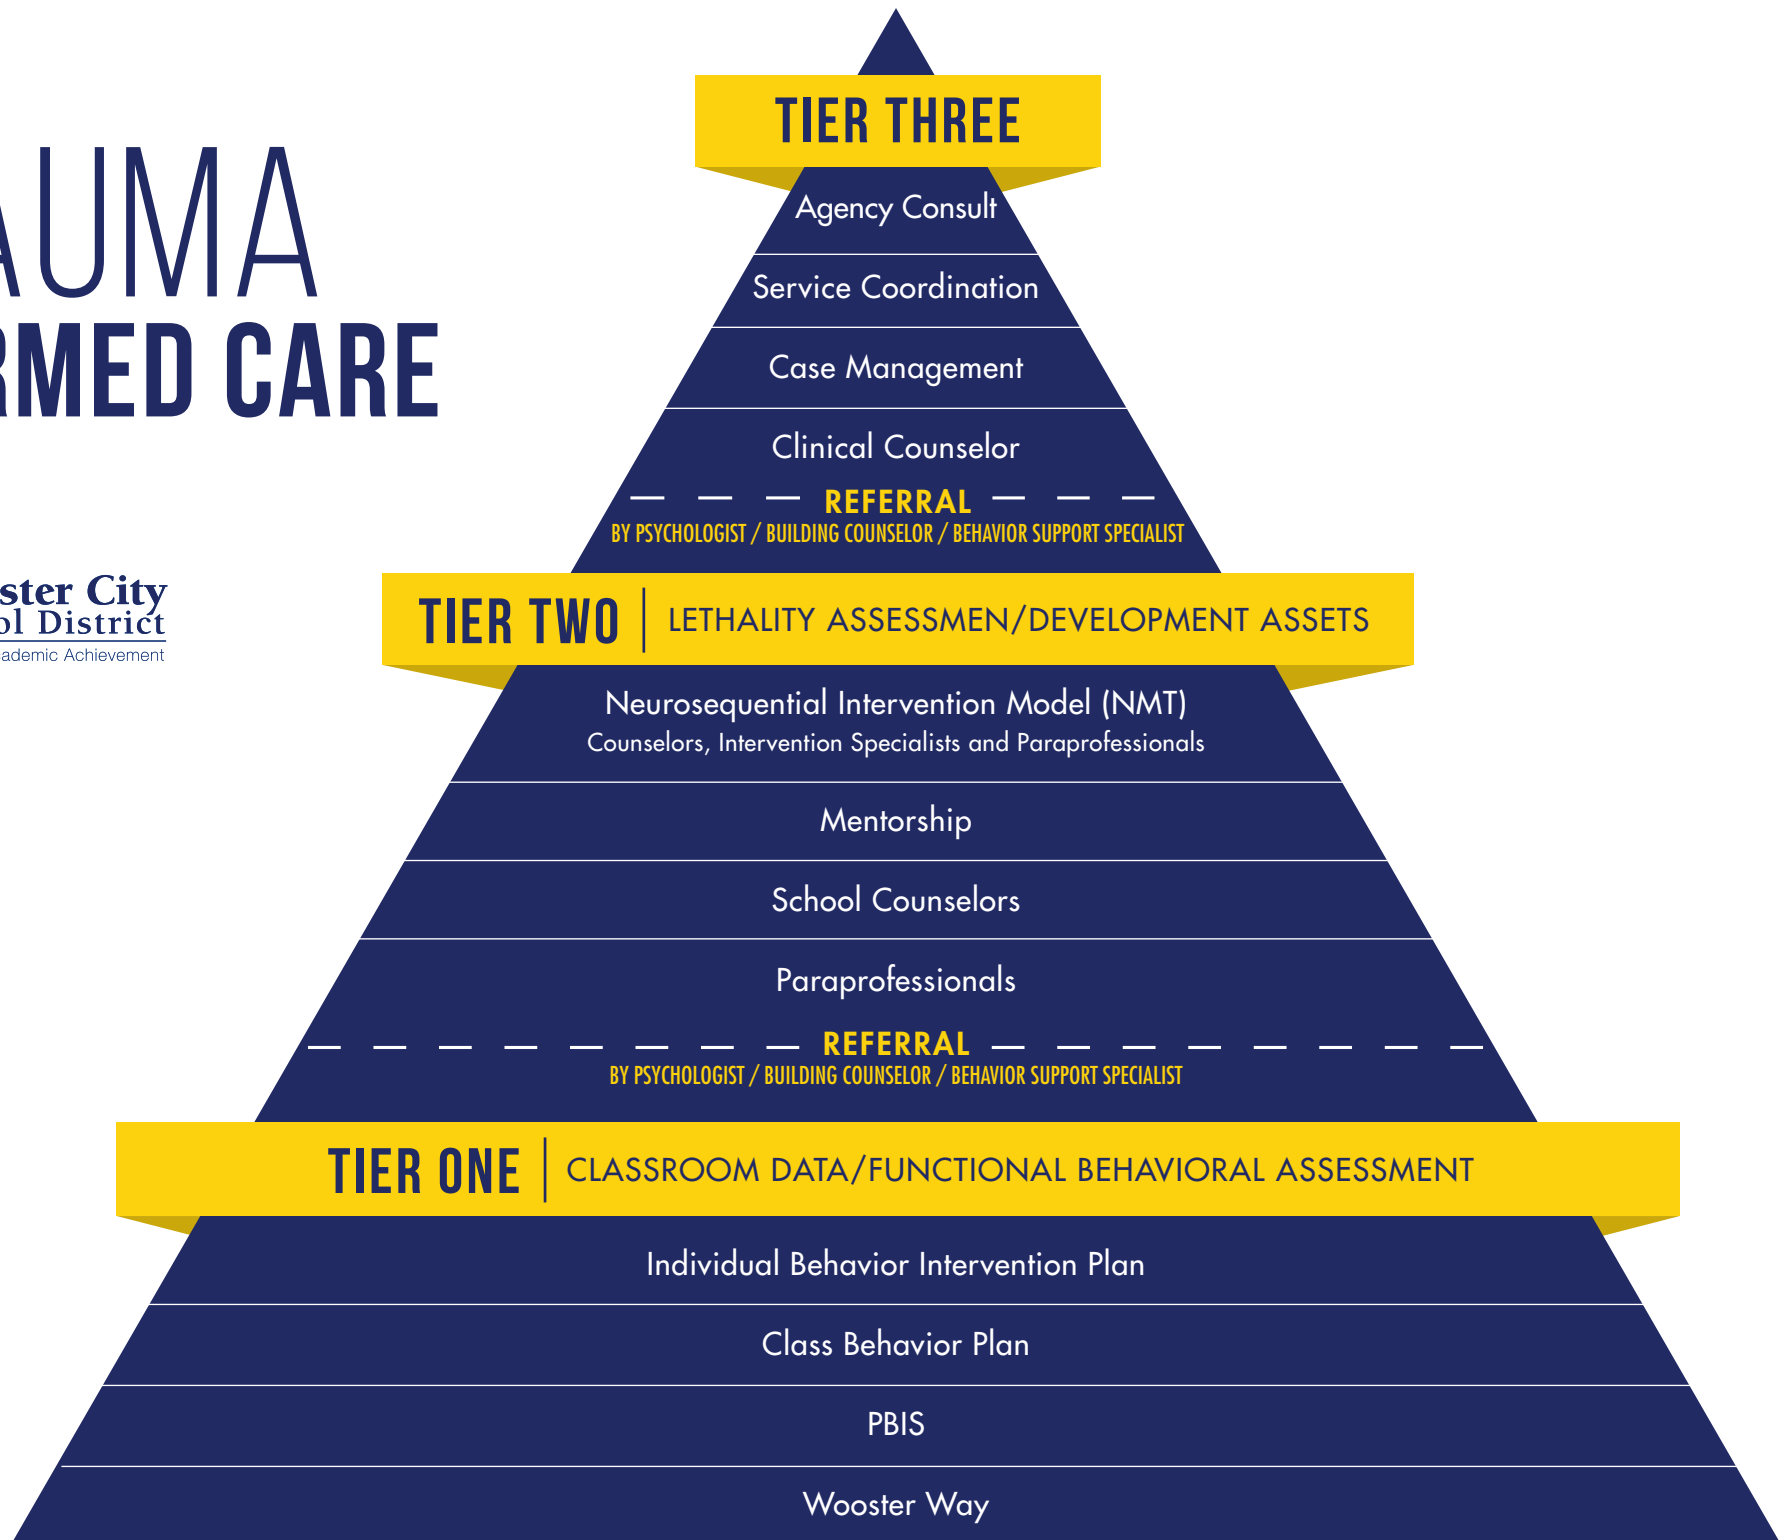 AUMA
RMED CARE
ster City
ol District
ademic Achievement
TIER THREE
Agency Consult
Service Coordination
Case Management
Clinical Counselor
REFERRAL
BY PSYCHOLOGIST / BUILDING COUNSELOR / BEHAVIOR SUPPORT SPECIALIST
TIER TWO | LETHALITY ASSESSMEN/DEVELOPMENT ASSETS
Neurosequential Intervention Model (NMT)
Counselors, Intervention Specialists and Paraprofessionals
Mentorship
School Counselors
Paraprofessionals
REFERRAL
BY PSYCHOLOGIST / BUILDING COUNSELOR / BEHAVIOR SUPPORT SPECIALIST
TIER ONE | CLASSROOM DATA/FUNCTIONAL BEHAVIORAL ASSESSMENT
Individual Behavior Intervention Plan
Class Behavior Plan
PBIS
Wooster Way